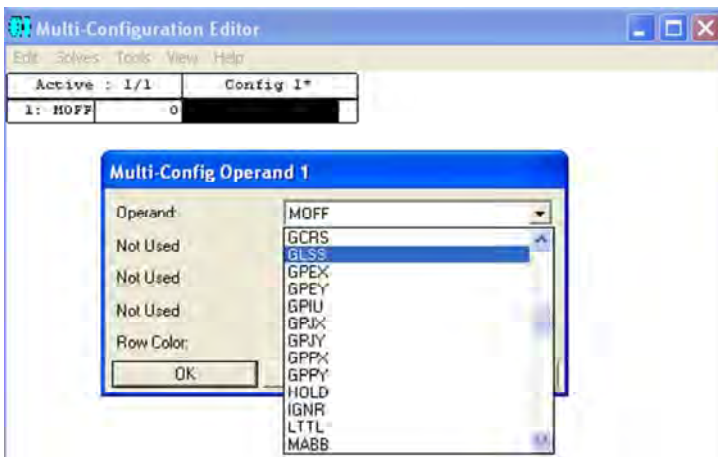 Multi-Configuration Editor
Edit Solves Tools View Help
Active : 1/1 Config 1*
1: MOFF 0
Multi-Config Operand 1
Operand: MOFF
Not Used
Not Used
Not Used
Row Color:
OK
GCRS
GLSS
GPEX
GPEY
GPIU
GPJX
GPJY
GPPX
GPPY
HOLD
IGNR
LTTL
MABB